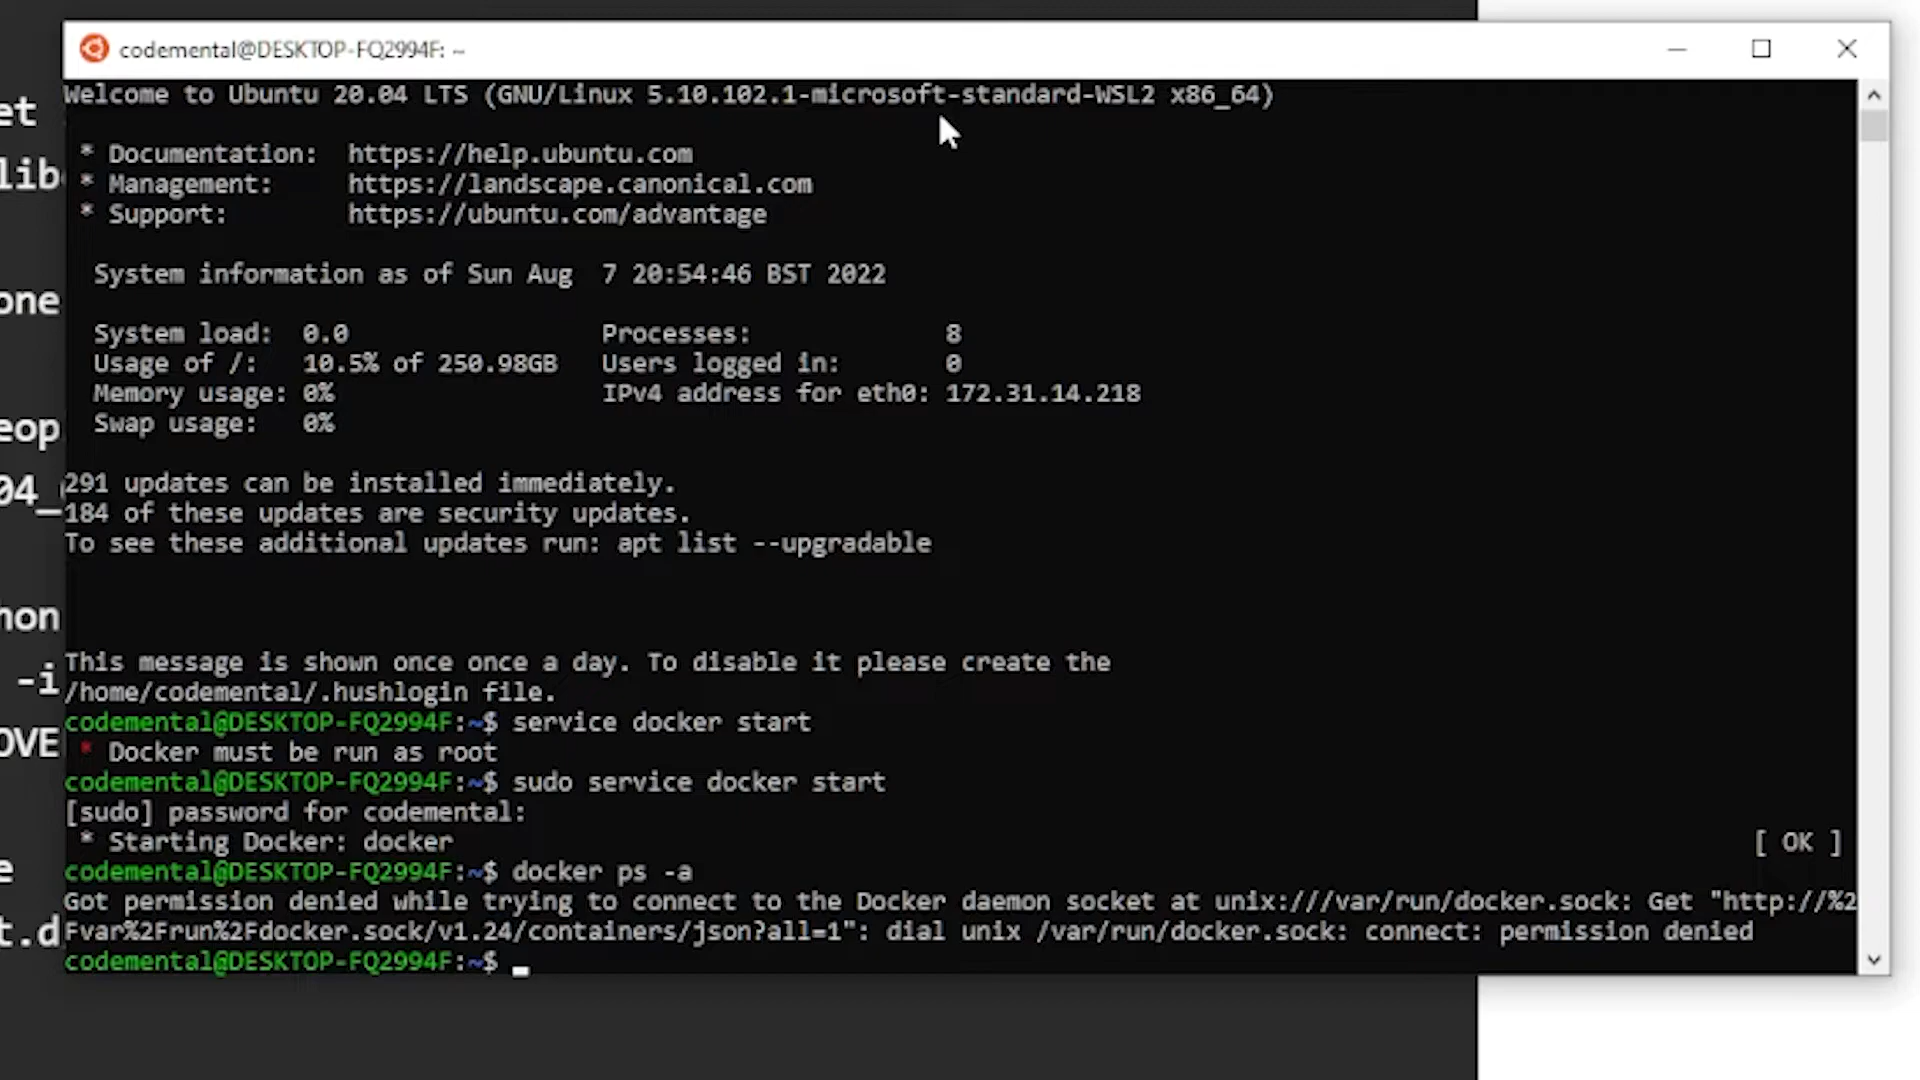 codemental@DESKTOP-FQ2994F: ~
Welcome to Ubuntu 20.04 LTS (GNU/Linux 5.10.102.1-microsoft-standard-WSL2 x86_64)
* Documentation: https://help.ubuntu.com
* Management: https://landscape.canonical.com
* Support: https://ubuntu.com/advantage
System information as of Sun Aug 7 20:54:46 BST 2022
System load: 0.0 Processes: 8
Usage of /: 10.5% of 250.98GB Users logged in: 0
Memory usage: 0% IPv4 address for eth0: 172.31.14.218
Swap usage: 0%
291 updates can be installed immediately.
184 of these updates are security updates.
To see these additional updates run: apt list --upgradable
This message is shown once once a day. To disable it please create the
/home/codemental/.hushlogin file.
codemental@DESKTOP-FQ2994F:~$ service docker start
* Docker must be run as root
codemental@DESKTOP-FQ2994F:~$ sudo service docker start
[sudo] password for codemental:
* Starting Docker: docker [ OK ]
codemental@DESKTOP-FQ2994F:~$ docker ps -a
Got permission denied while trying to connect to the Docker daemon socket at unix:///var/run/docker.sock: Get "http://%2
Fvar%2Frun%2Fdocker.sock/v1.24/containers/json?all=1": dial unix /var/run/docker.sock: connect: permission denied
codemental@DESKTOP-FQ2994F:~$
et
lib
one
eop
04_
hon
-i
OVE
e
t.d